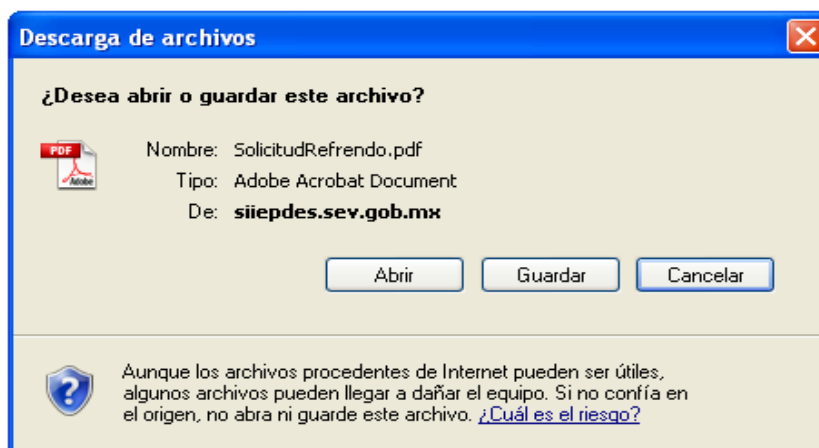 Descarga de archivos
¿Desea abrir o guardar este archivo?
PDF
Adobe
Nombre: SolicitudRefrendo.pdf
Tipo: Adobe Acrobat Document
De: siiepdes.sev.gob.mx
Abrir Guardar Cancelar
Aunque los archivos procedentes de Internet pueden ser útiles,
algunos archivos pueden llegar a dañar el equipo. Si no confía en
el origen, no abra ni guarde este archivo. ¿Cuál es el riesgo?